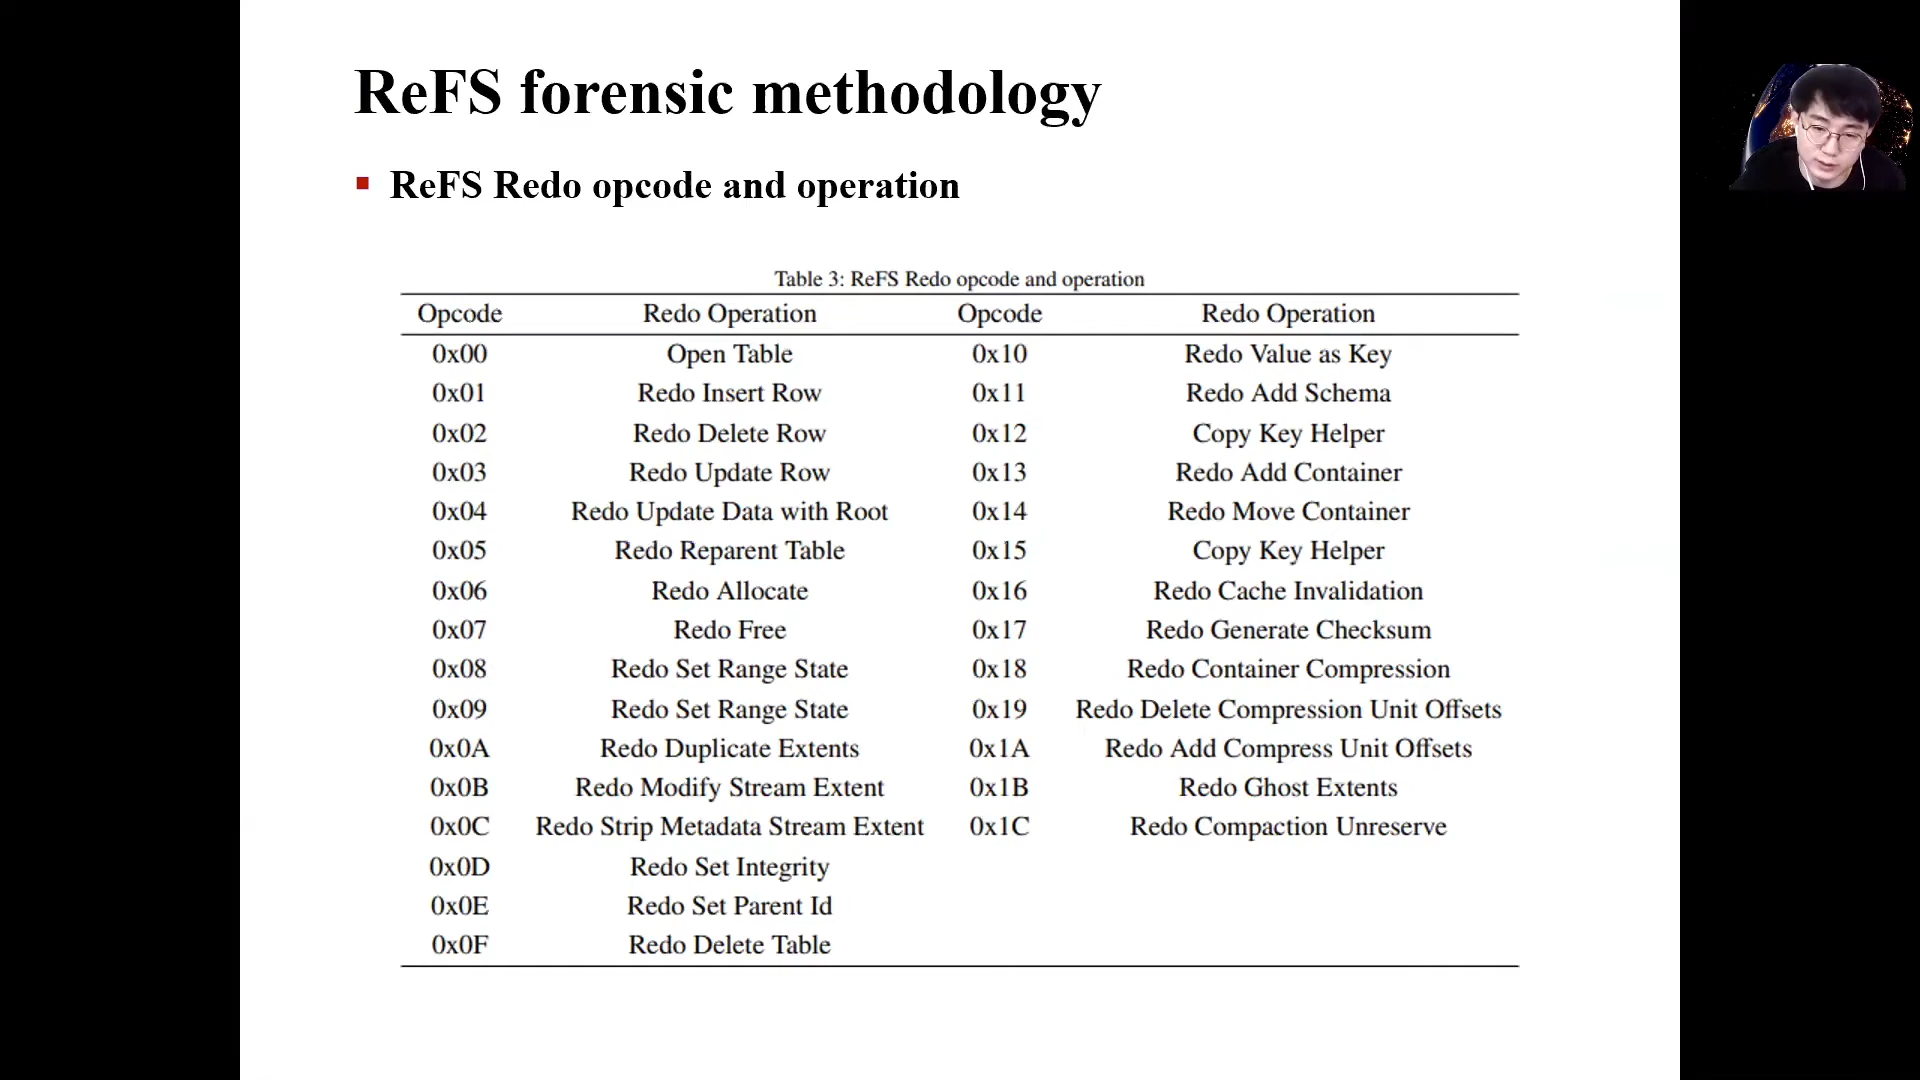 ReFS forensic methodology
▪ ReFS Redo opcode and operation
Table 3: ReFS Redo opcode and operation
Opcode Redo Operation Opcode Redo Operation
0x00 Open Table 0x10 Redo Value as Key
0x01 Redo Insert Row 0x11 Redo Add Schema
0x02 Redo Delete Row 0x12 Copy Key Helper
0x03 Redo Update Row 0x13 Redo Add Container
0x04 Redo Update Data with Root 0x14 Redo Move Container
0x05 Redo Reparent Table 0x15 Copy Key Helper
0x06 Redo Allocate 0x16 Redo Cache Invalidation
0x07 Redo Free 0x17 Redo Generate Checksum
0x08 Redo Set Range State 0x18 Redo Container Compression
0x09 Redo Set Range State 0x19 Redo Delete Compression Unit Offsets
0x0A Redo Duplicate Extents 0x1A Redo Add Compress Unit Offsets
0x0B Redo Modify Stream Extent 0x1B Redo Ghost Extents
0x0C Redo Strip Metadata Stream Extent 0x1C Redo Compaction Unreserve
0x0D Redo Set Integrity
0x0E Redo Set Parent Id
0x0F Redo Delete Table